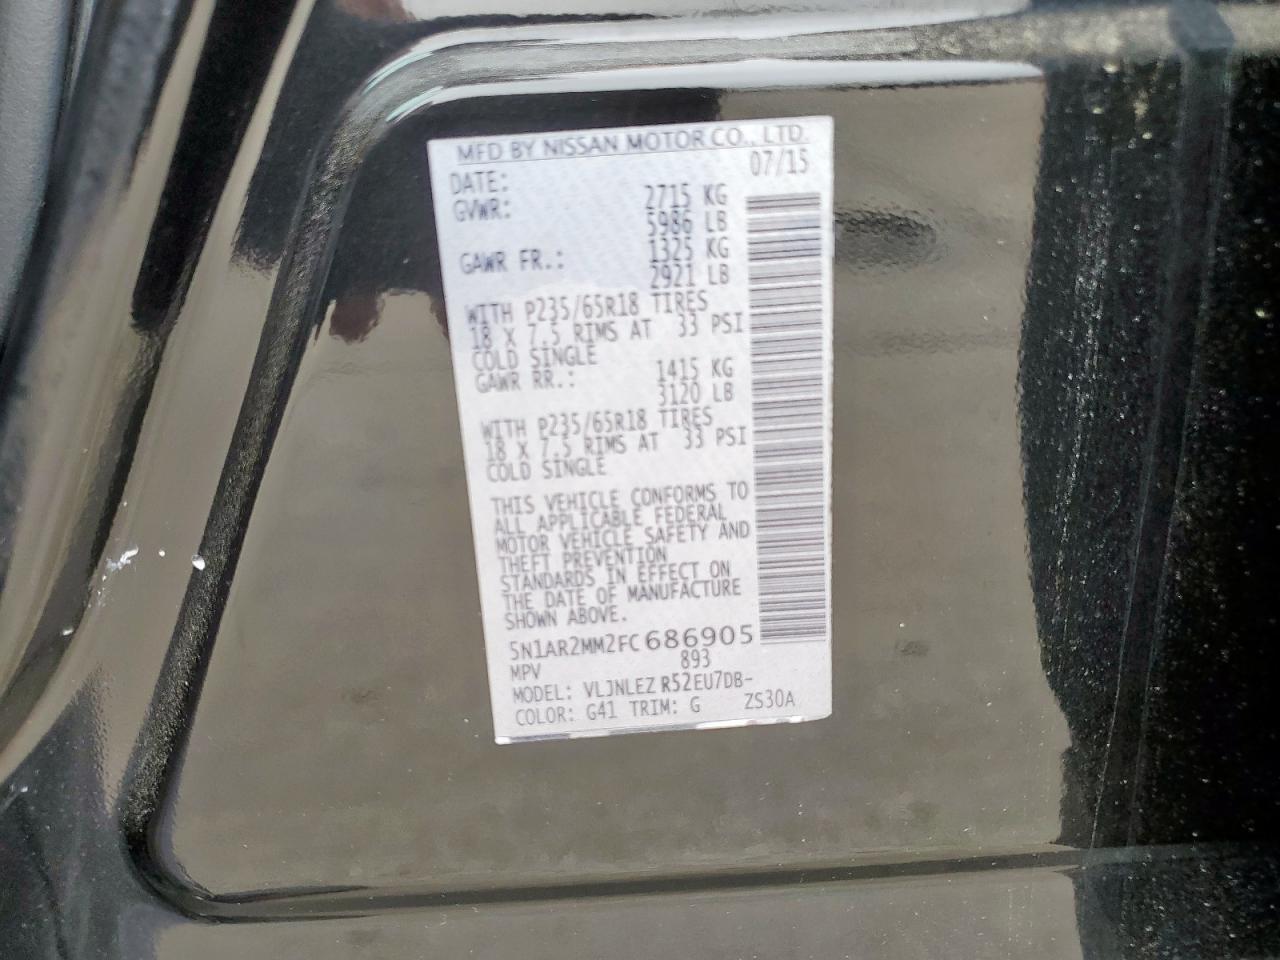 MFD BY NISSAN MOTOR CO., LTD.
DATE: 07/15
GVWR: 2715 KG
5986 LB
GAWR FR.: 1325 KG
2921 LB
WITH P235/65R18 TIRES
18 X 7.5 RIMS AT 33 PSI
COLD SINGLE
GAWR RR.: 1415 KG
3120 LB
WITH P235/65R18 TIRES
18 X 7.5 RIMS AT 33 PSI
COLD SINGLE
THIS VEHICLE CONFORMS TO
ALL APPLICABLE FEDERAL
MOTOR VEHICLE SAFETY AND
THEFT PREVENTION
STANDARDS IN EFFECT ON
THE DATE OF MANUFACTURE
SHOWN ABOVE.
5N1AR2MM2FC686905
MPV 893
MODEL: VLJNLEZ R52EU7DB-
COLOR: G41 TRIM: G ZS30A